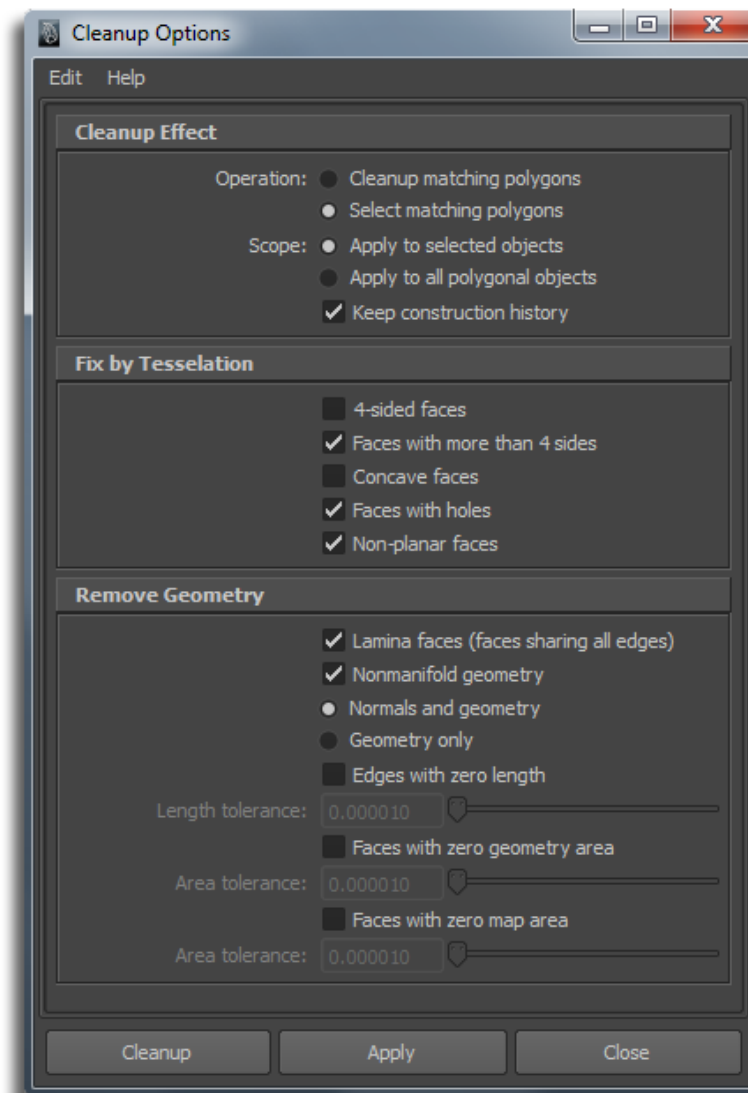 Cleanup Options
Edit Help
Cleanup Effect
Operation: Cleanup matching polygons
Select matching polygons
Scope: Apply to selected objects
Apply to all polygonal objects
Keep construction history
Fix by Tesselation
4-sided faces
Faces with more than 4 sides
Concave faces
Faces with holes
Non-planar faces
Remove Geometry
Lamina faces (faces sharing all edges)
Nonmanifold geometry
Normals and geometry
Geometry only
Edges with zero length
Length tolerance: 0.000010
Faces with zero geometry area
Area tolerance: 0.000010
Faces with zero map area
Area tolerance: 0.000010
Cleanup Apply Close